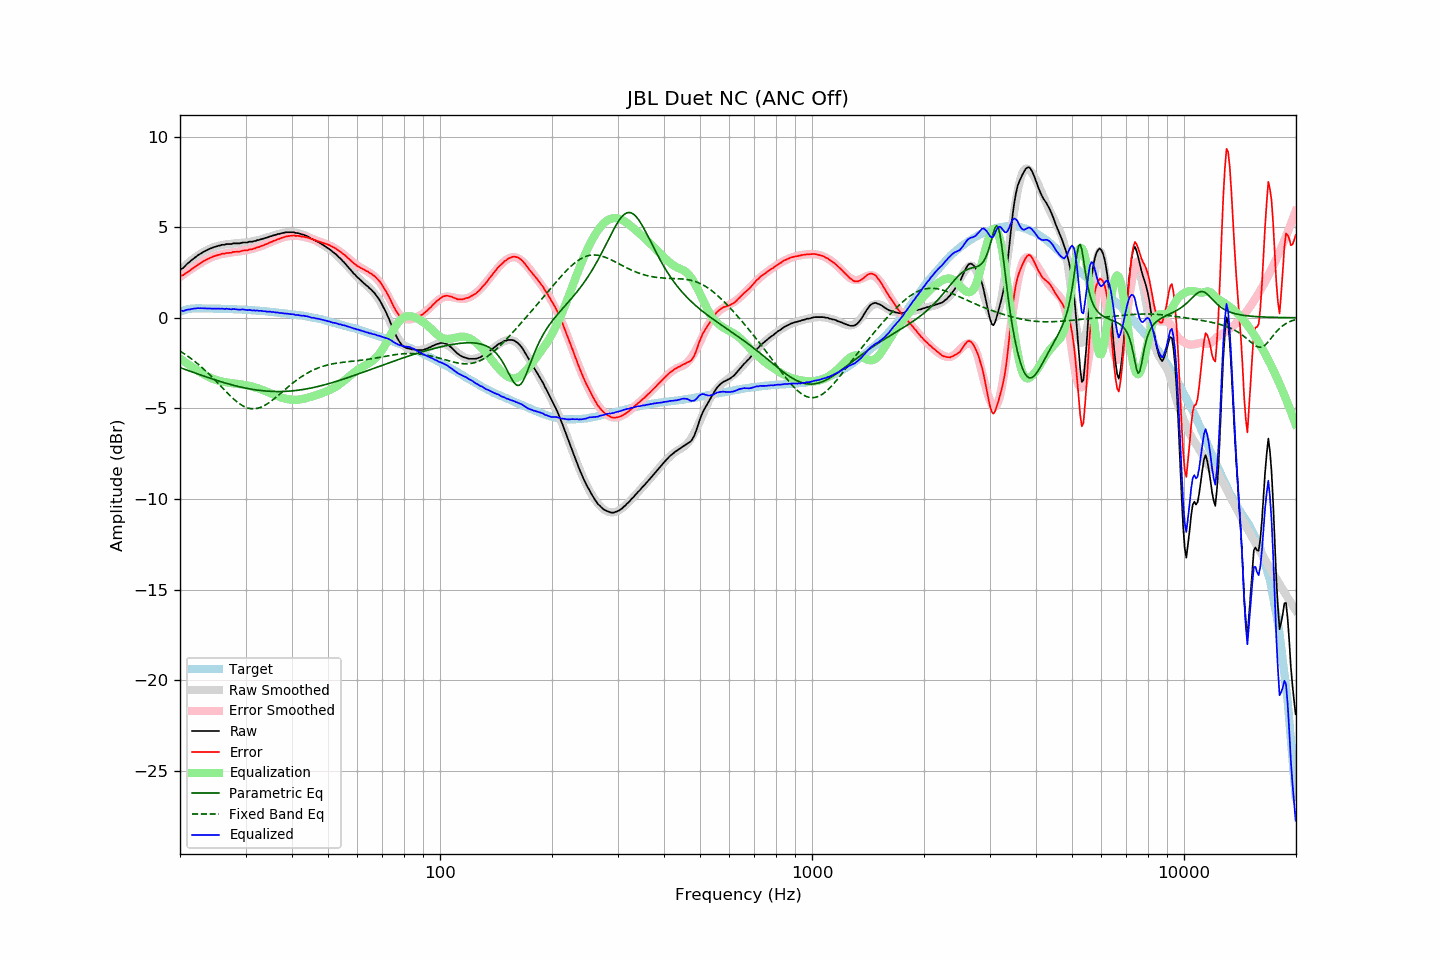 JBL Duet NC (ANC Off)
Amplitude (dBr)
10
5
0
−5
−10
−15
−20
−25
Target
Raw Smoothed
Error Smoothed
Raw
Error
Equalization
Parametric Eq
Fixed Band Eq
Equalized
100
1000
10000
Frequency (Hz)